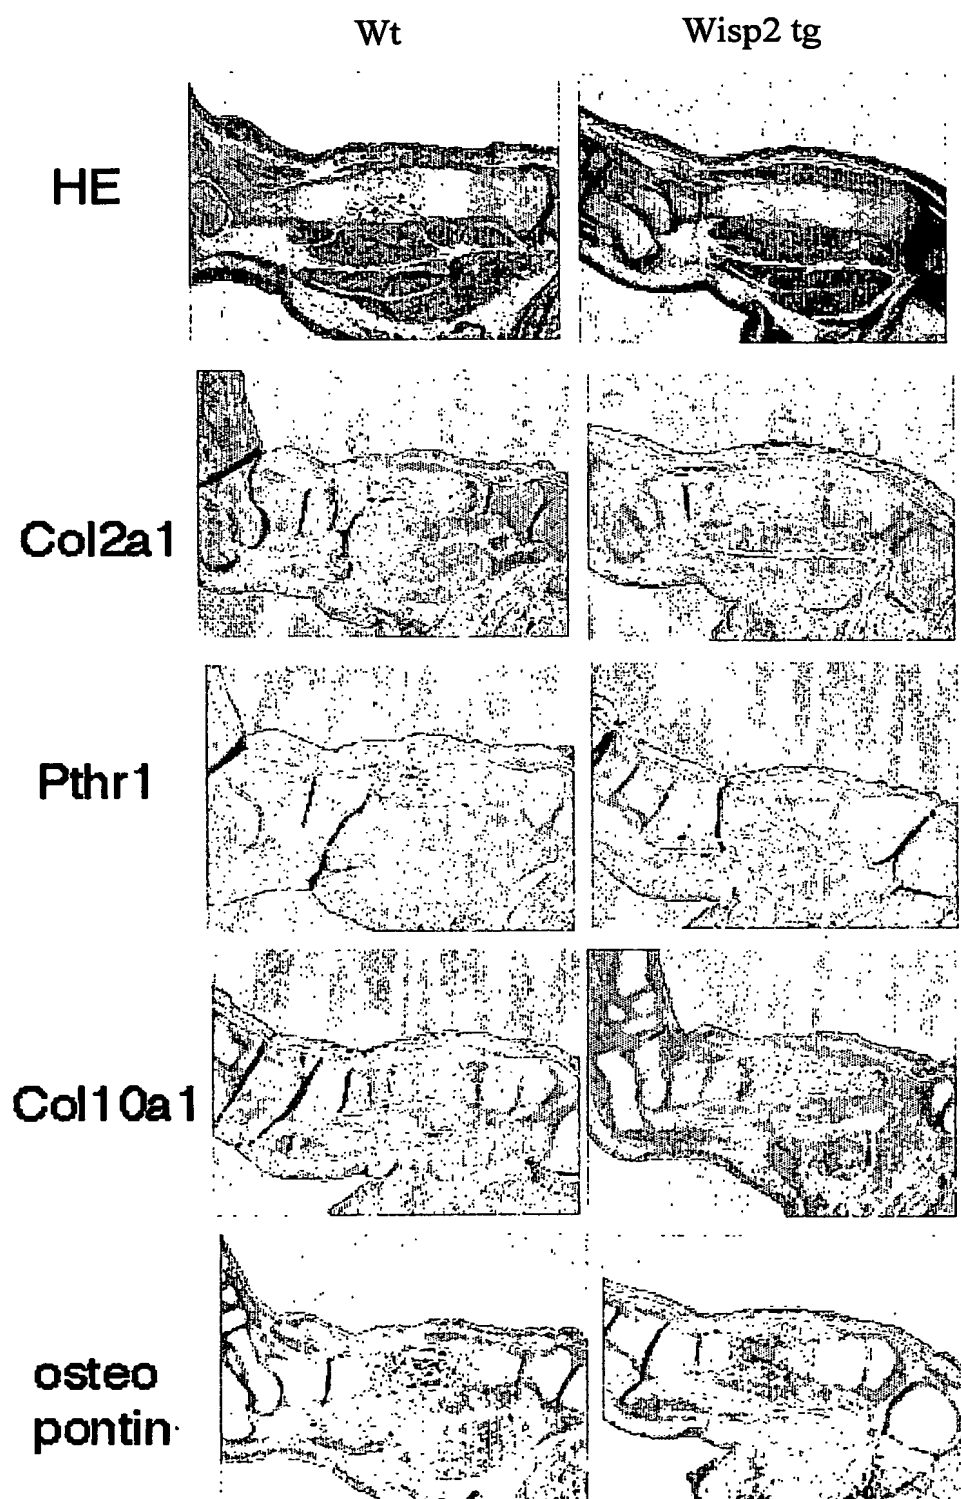 Wt
Wisp2 tg
HE
Col2a1
Pthr1
Col10a1
osteo
pontin